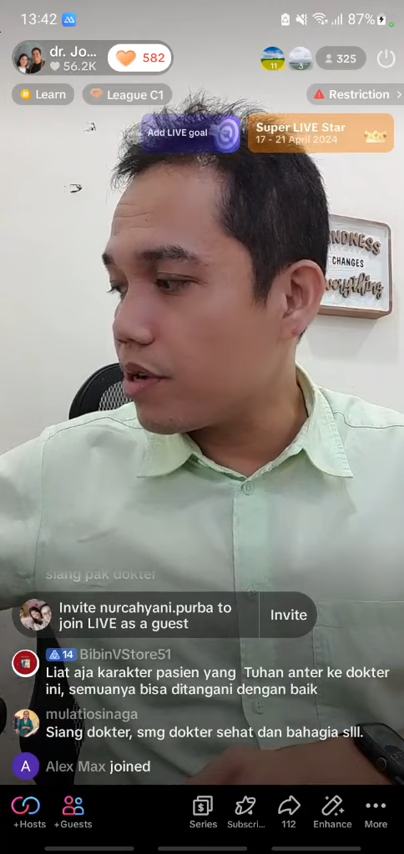 13:42
87%
dr. Jo...
56.2K
582
11
3
325
Learn
League C1
Restriction
Add LIVE goal
Super LIVE Star
17 - 21 April 2024
KINDNESS
CHANGES
everything
siang pak dokter
Invite nurcahyani.purba to
join LIVE as a guest
Invite
14 BibinVStore51
Liat aja karakter pasien yang Tuhan anter ke dokter
ini, semuanya bisa ditangani dengan baik
mulatiosinaga
Siang dokter, smg dokter sehat dan bahagia slll.
A
Alex Max joined
+Hosts
+Guests
Series
Subscri...
112
Enhance
More